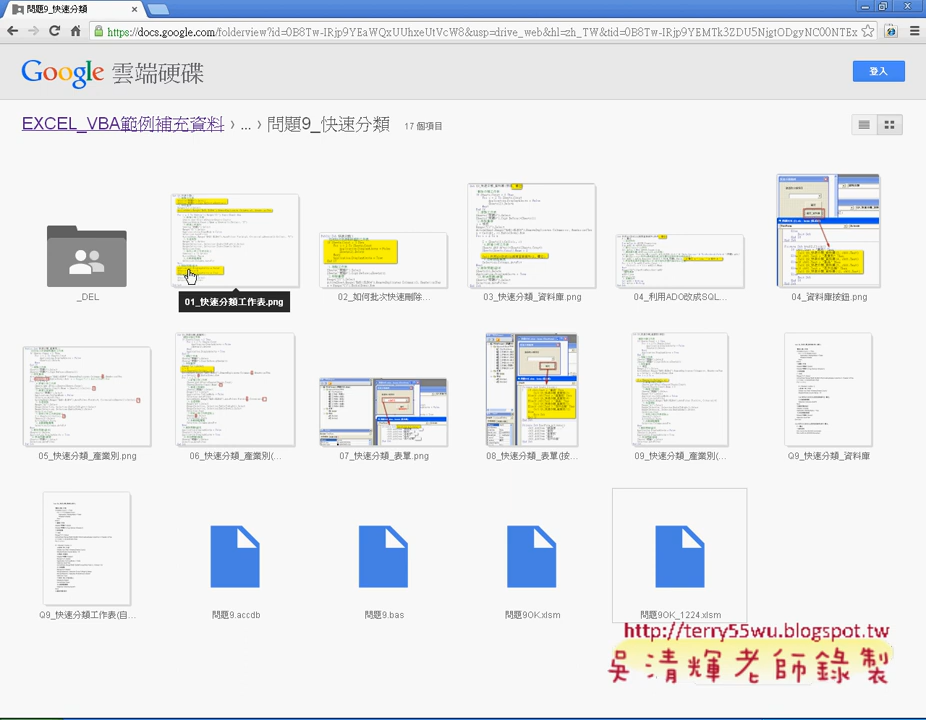 問題9_快速分類
https://docs.google.com/folderview?id=0B8Tw-IRjp9YEaWQxUUhxeUtVcW8&usp=drive_web&hl=zh_TW&tid=0B8Tw-IRjp9YEMTk3ZDU5NjgtODgyNC00NTEx
Google 雲端硬碟
登入
EXCEL_VBA範例補充資料 › ... › 問題9_快速分類 17 個項目
_DEL
01_快速分類工作表.png
02_如何批次快速刪除...
03_快速分類_資料庫.png
04_利用ADO改成SQL...
04_資料庫按鈕.png
05_快速分類_產業別.png
06_快速分類_產業別(...
07_快速分類_表單.png
08_快速分類_表單(按...
09_快速分類_產業別(...
Q9_快速分類_資料庫
Q9_快速分類工作表(自...
問題9.accdb
問題9.bas
問題9OK.xlsm
問題9OK_1224.xlsm
http://terry55wu.blogspot.tw
吳清輝老師錄製